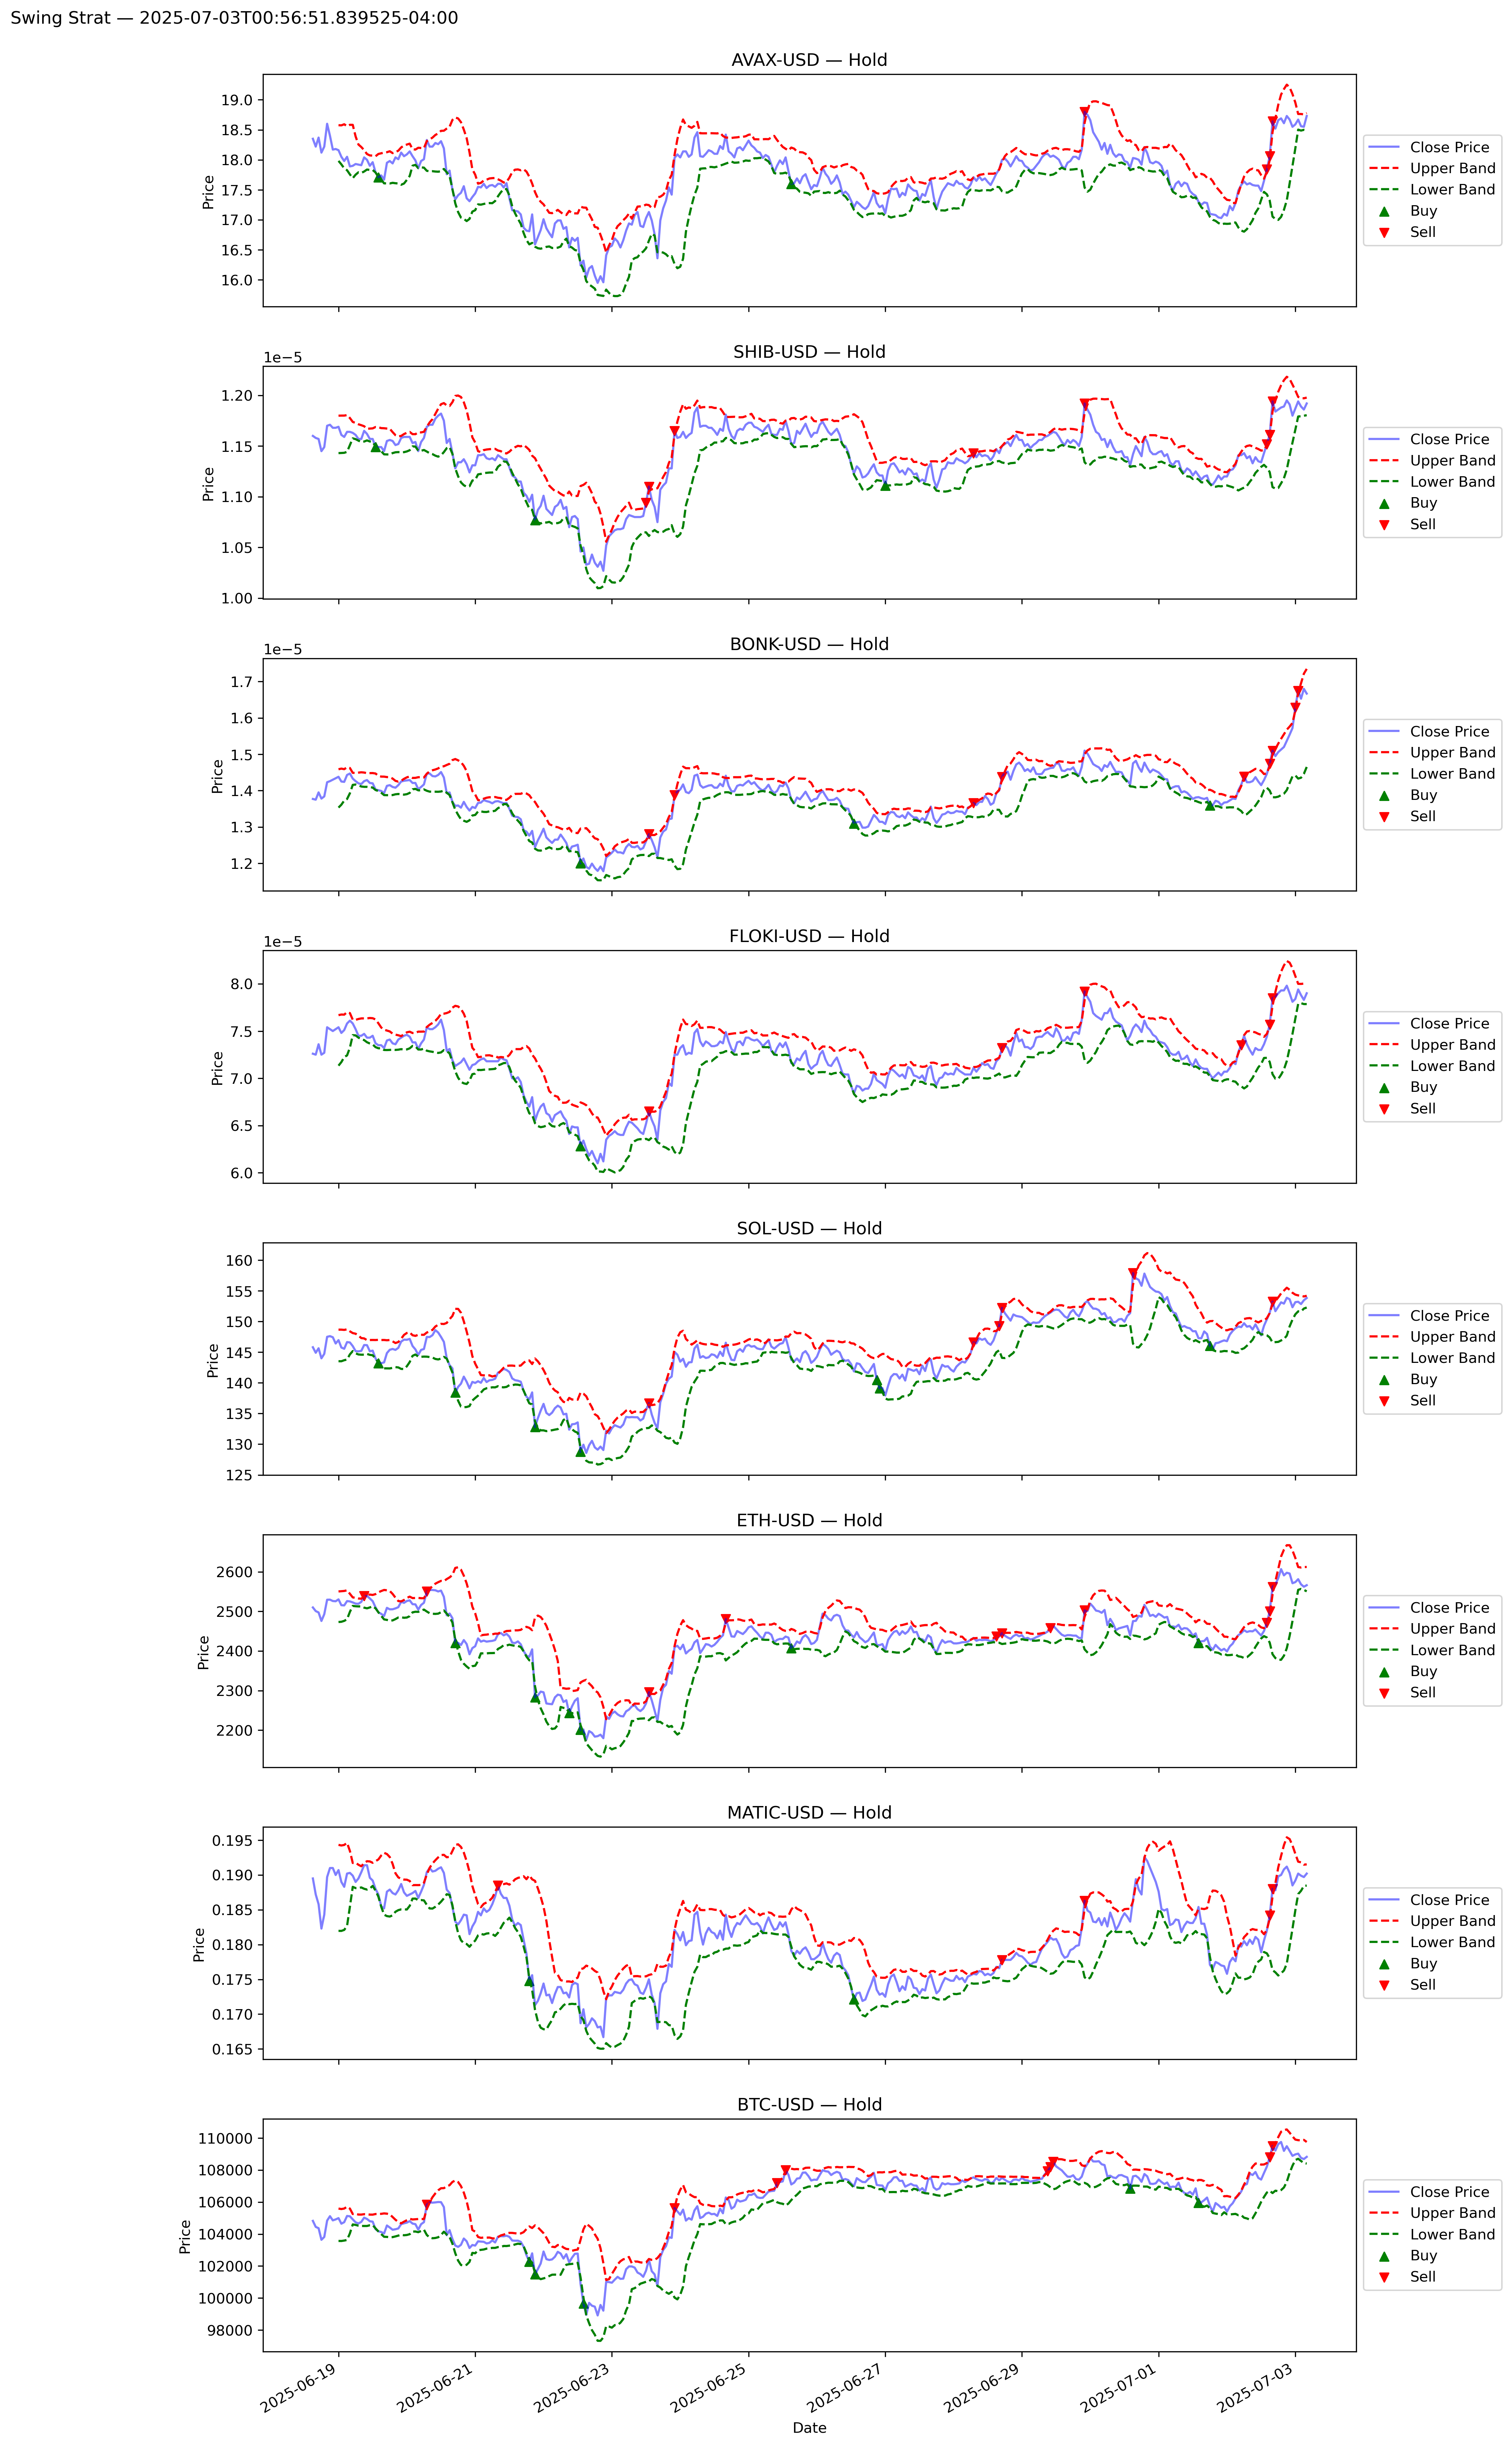 Swing Strat — 2025-07-03T00:56:51.839525-04:00
AVAX-USD — Hold
19.0
18.5
18.0
17.5
17.0
16.5
16.0
Price
Close Price
Upper Band
Lower Band
Buy
Sell
SHIB-USD — Hold
1e−5
1.20
1.15
1.10
1.05
1.00
Price
Close Price
Upper Band
Lower Band
Buy
Sell
BONK-USD — Hold
1e−5
1.7
1.6
1.5
1.4
1.3
1.2
Price
Close Price
Upper Band
Lower Band
Buy
Sell
FLOKI-USD — Hold
1e−5
8.0
7.5
7.0
6.5
6.0
Price
Close Price
Upper Band
Lower Band
Buy
Sell
SOL-USD — Hold
160
155
150
145
140
135
130
125
Price
Close Price
Upper Band
Lower Band
Buy
Sell
ETH-USD — Hold
2600
2500
2400
2300
2200
Price
Close Price
Upper Band
Lower Band
Buy
Sell
MATIC-USD — Hold
0.195
0.190
0.185
0.180
0.175
0.170
0.165
Price
Close Price
Upper Band
Lower Band
Buy
Sell
BTC-USD — Hold
110000
108000
106000
104000
102000
100000
98000
Price
Close Price
Upper Band
Lower Band
Buy
Sell
2025-06-19
2025-06-21
2025-06-23
2025-06-25
2025-06-27
2025-06-29
2025-07-01
2025-07-03
Date